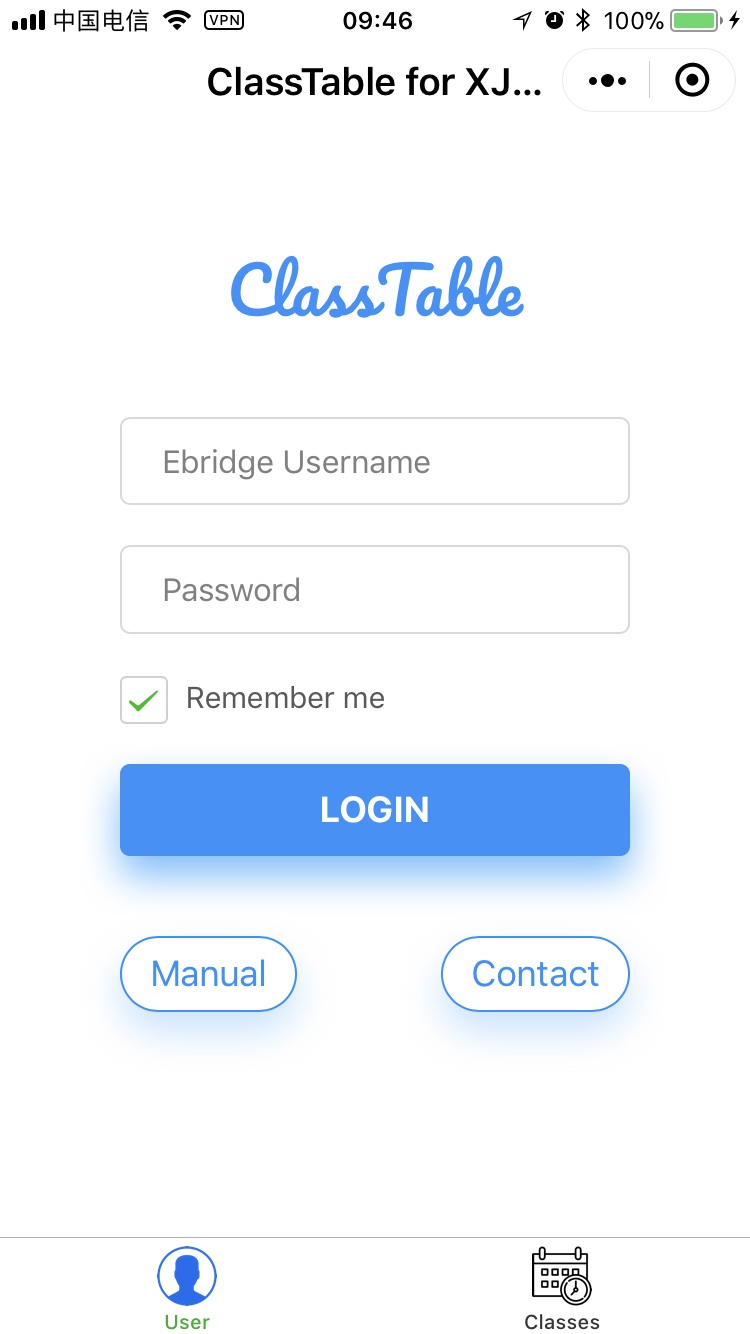 中国电信 VPN 09:46 100%
ClassTable for XJ...
ClassTable
Ebridge Username
Password
Remember me
LOGIN
Manual Contact
User Classes